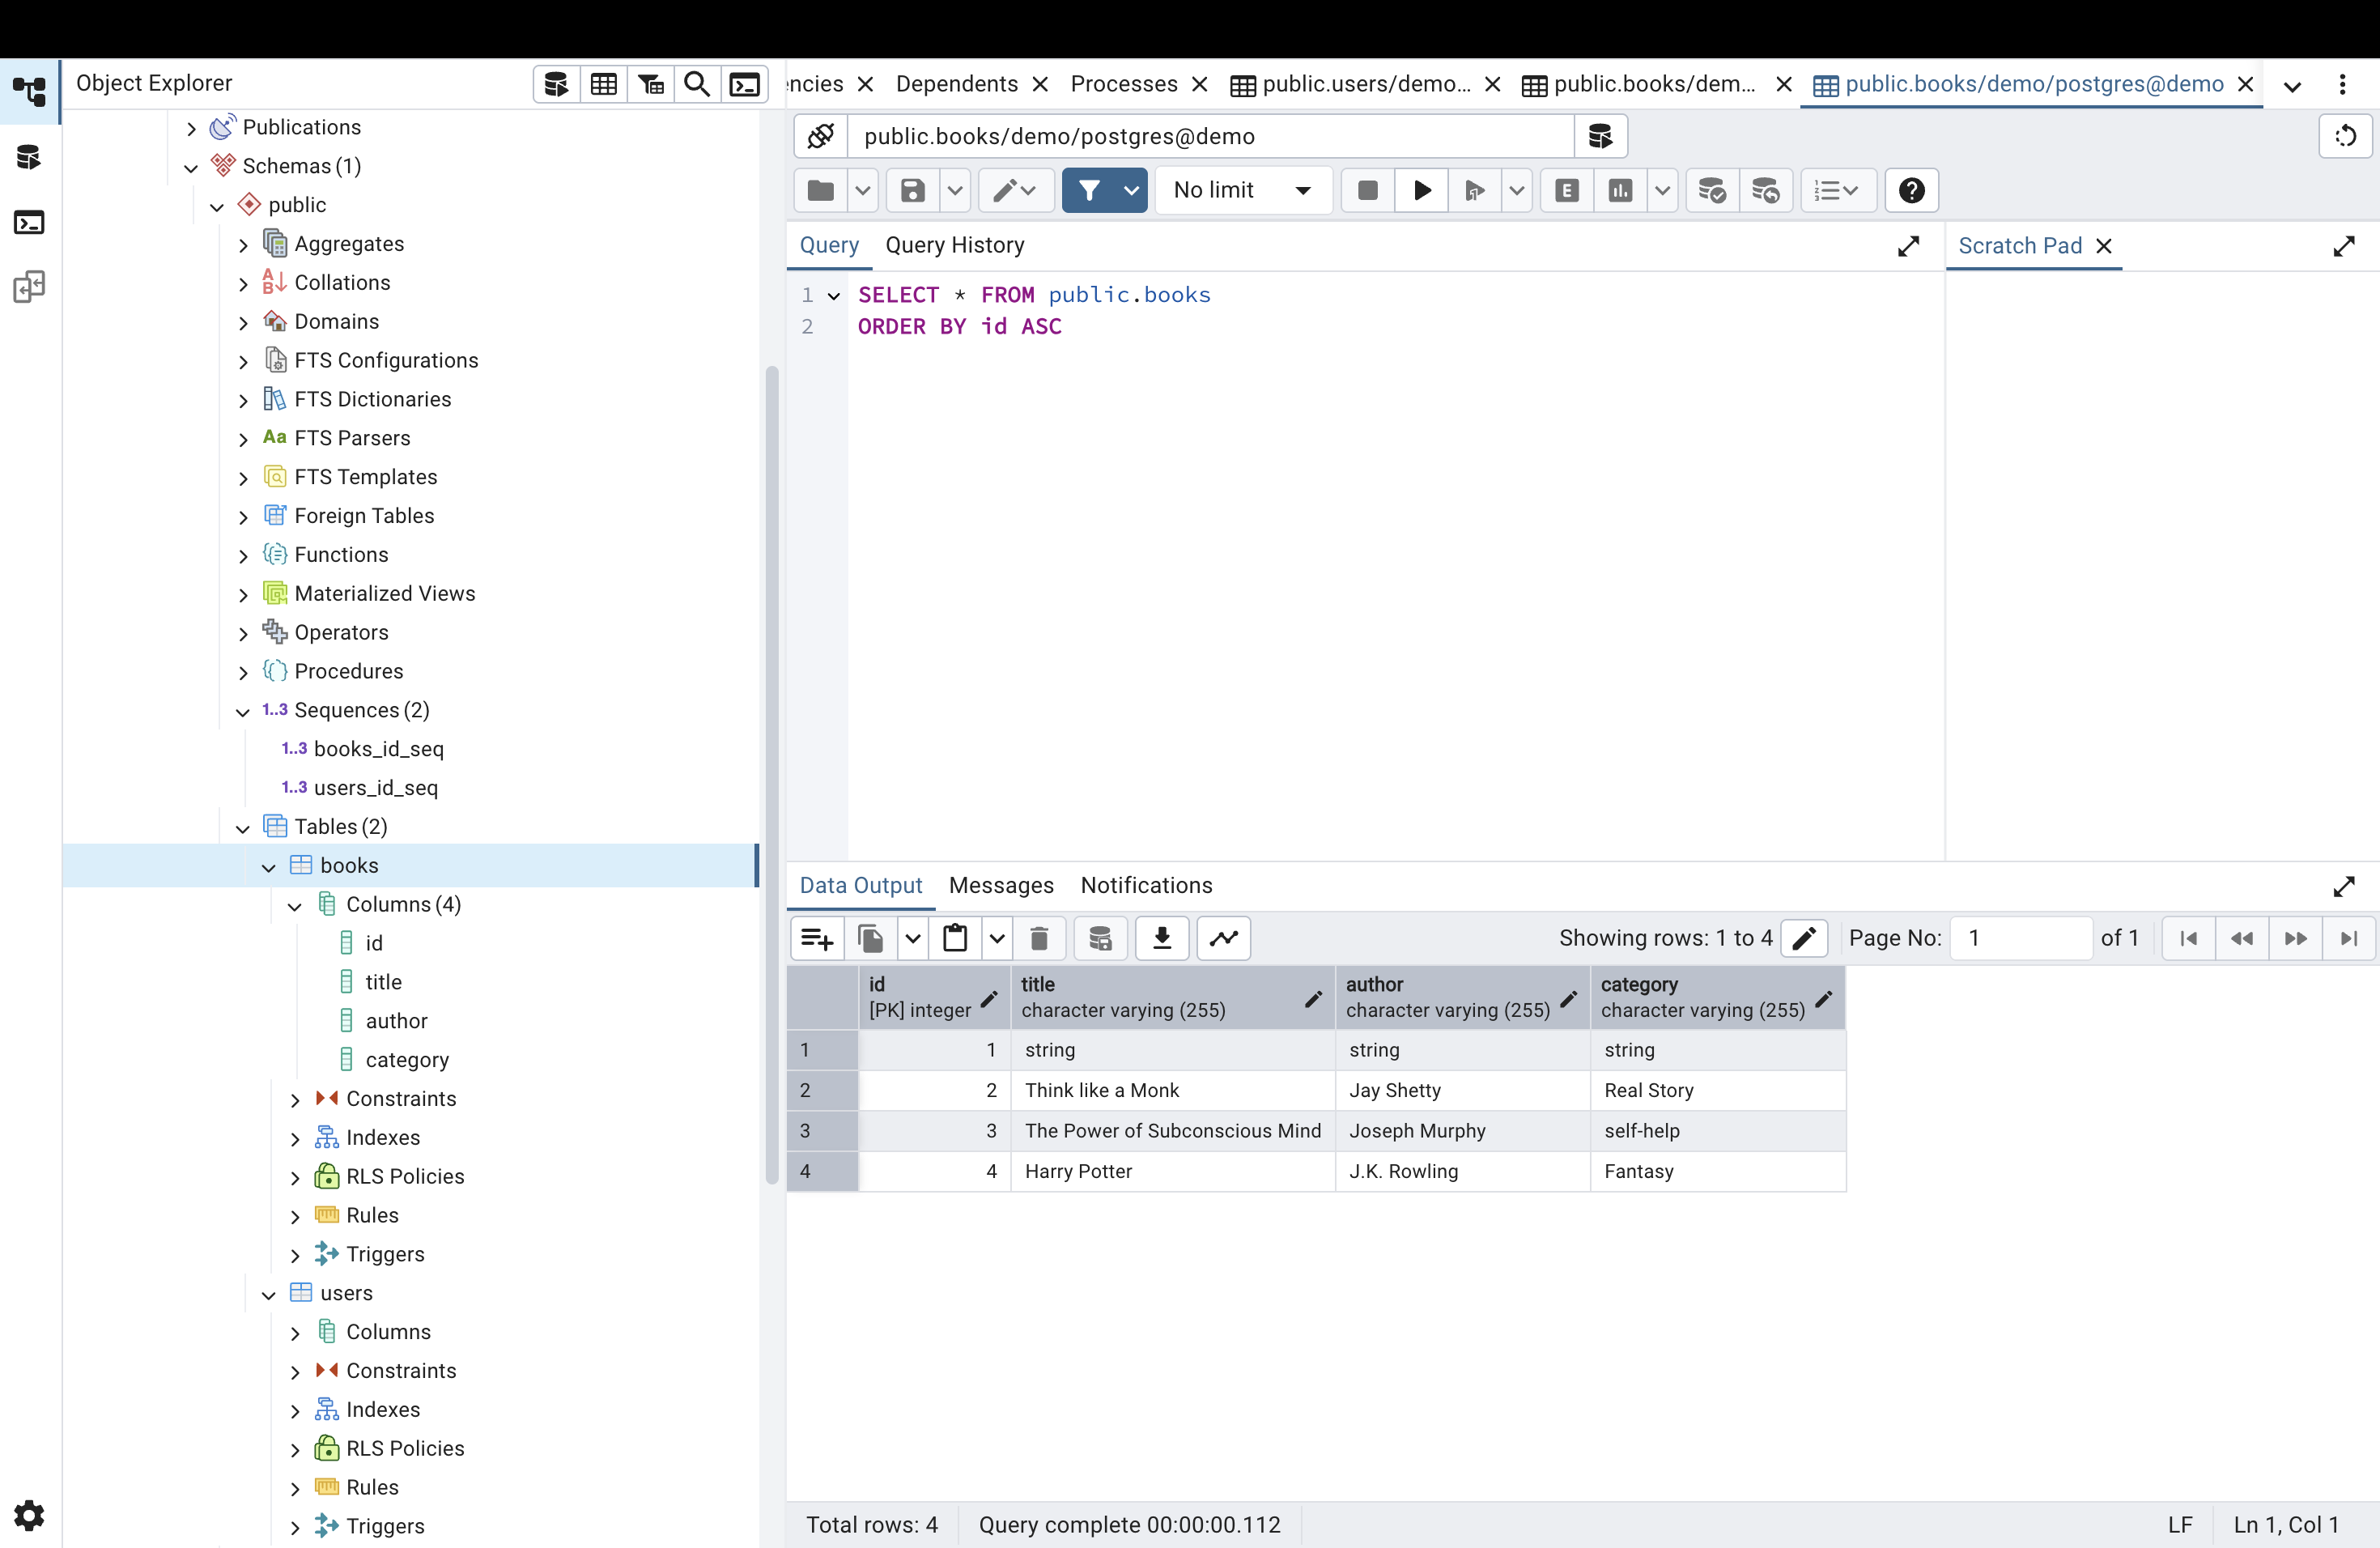 Object Explorer
Publications
Schemas (1)
public
Aggregates
Collations
Domains
FTS Configurations
FTS Dictionaries
Aa FTS Parsers
FTS Templates
Foreign Tables
Functions
Materialized Views
Operators
Procedures
1..3 Sequences (2)
1..3 books_id_seq
1..3 users_id_seq
Tables (2)
books
Columns (4)
id
title
author
category
Constraints
Indexes
RLS Policies
Rules
Triggers
users
Columns
Constraints
Indexes
RLS Policies
Rules
Triggers
encies Dependents Processes public.users/demo... public.books/dem... public.books/demo/postgres@demo
public.books/demo/postgres@demo
No limit E
Query Query History Scratch Pad
1 SELECT * FROM public.books
2 ORDER BY id ASC
Data Output Messages Notifications
Showing rows: 1 to 4 Page No: 1 of 1
id title author category
[PK] integer character varying (255) character varying (255) character varying (255)
1 1 string string string
2 2 Think like a Monk Jay Shetty Real Story
3 3 The Power of Subconscious Mind Joseph Murphy self-help
4 4 Harry Potter J.K. Rowling Fantasy
Total rows: 4 Query complete 00:00:00.112 LF Ln 1, Col 1